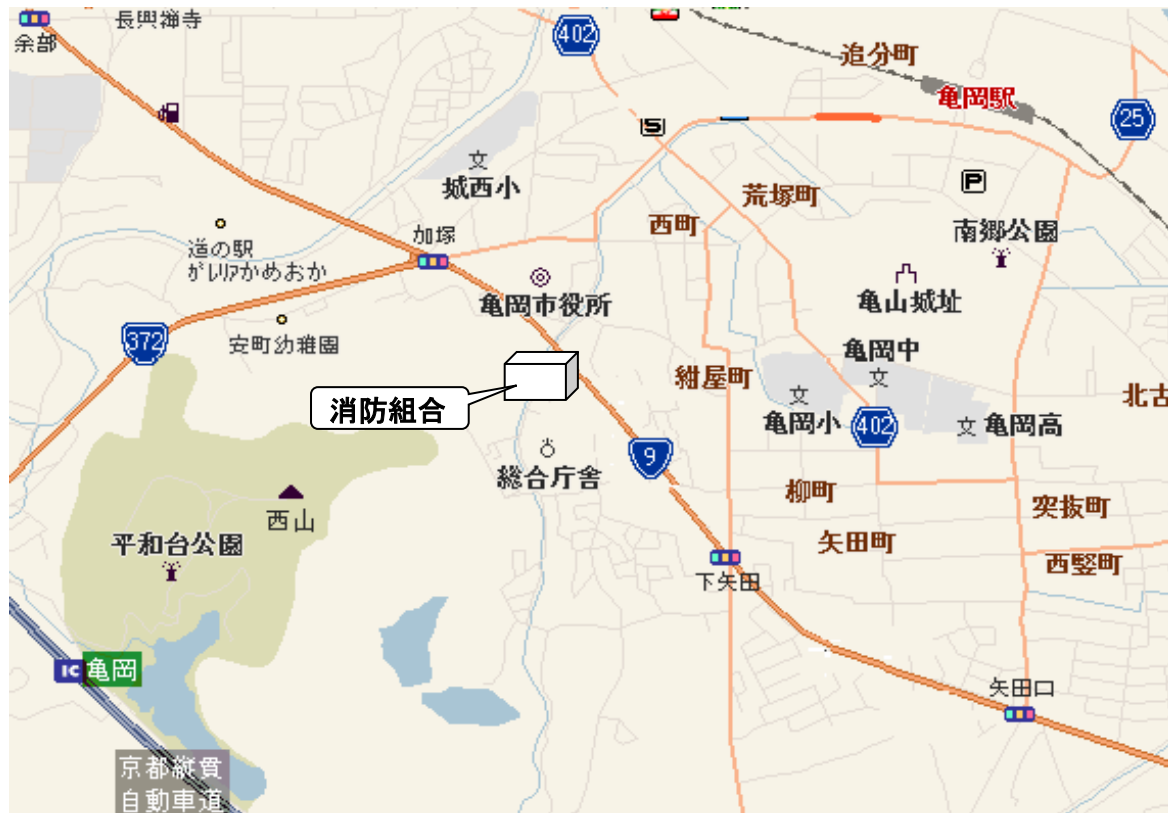 長興禅寺
余部
402
追分町
亀岡駅
25
S
文
城西小
荒塚町
P
西町
南郷公園
道の駅
ガレリアかめおか
加塚
亀岡市役所
亀山城址
372
安町幼稚園
亀岡中
紺屋町
文
文
北古
消防組合
亀岡小
402
文 亀岡高
9
総合庁舎
柳町
西山
突抜町
平和台公園
矢田町
西竪町
下矢田
IC 亀岡
矢田口
京都縦貫
自動車道